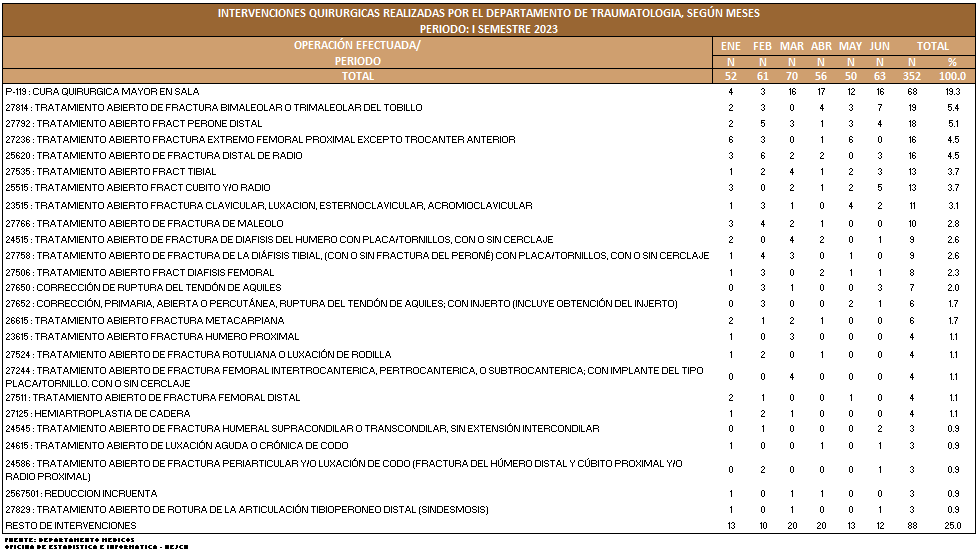 INTERVENCIONES QUIRURGICAS REALIZADAS POR EL DEPARTAMENTO DE TRAUMATOLOGIA, SEGÚN MESES
PERIODO: I SEMESTRE 2023
OPERACIÓN EFECTUADA/ ENE FEB MAR ABR MAY JUN TOTAL
PERIODO N N N N N N N %
TOTAL 52 61 70 56 50 63 352 100.0
P-119 : CURA QUIRURGICA MAYOR EN SALA 4 3 16 17 12 16 68 19.3
27814 : TRATAMIENTO ABIERTO DE FRACTURA BIMALEOLAR O TRIMALEOLAR DEL TOBILLO 2 3 0 4 3 7 19 5.4
27792 : TRATAMIENTO ABIERTO FRACT PERONE DISTAL 2 5 3 1 3 4 18 5.1
27236 : TRATAMIENTO ABIERTO FRACTURA EXTREMO FEMORAL PROXIMAL EXCEPTO TROCANTER ANTERIOR 6 3 0 1 6 0 16 4.5
25620 : TRATAMIENTO ABIERTO DE FRACTURA DISTAL DE RADIO 3 6 2 2 0 3 16 4.5
27535 : TRATAMIENTO ABIERTO FRACT TIBIAL 1 2 4 1 2 3 13 3.7
25515 : TRATAMIENTO ABIERTO FRACT CUBITO Y/O RADIO 3 0 2 1 2 5 13 3.7
23515 : TRATAMIENTO ABIERTO FRACTURA CLAVICULAR, LUXACION, ESTERNOCLAVICULAR, ACROMIOCLAVICULAR 1 3 1 0 4 2 11 3.1
27766 : TRATAMIENTO ABIERTO DE FRACTURA DE MALEOLO 3 4 2 1 0 0 10 2.8
24515 : TRATAMIENTO ABIERTO DE FRACTURA DE DIAFISIS DEL HUMERO CON PLACA/TORNILLOS, CON O SIN CERCLAJE 2 0 4 2 0 1 9 2.6
27758 : TRATAMIENTO ABIERTO DE FRACTURA DE LA DIÁFISIS TIBIAL, (CON O SIN FRACTURA DEL PERONÉ) CON PLACA/TORNILLOS, CON O SIN CERCLAJE 1 4 3 0 1 0 9 2.6
27506 : TRATAMIENTO ABIERTO FRACT DIAFISIS FEMORAL 1 3 0 2 1 1 8 2.3
27650 : CORRECCIÓN DE RUPTURA DEL TENDÓN DE AQUILES 0 3 1 0 0 3 7 2.0
27652 : CORRECCIÓN, PRIMARIA, ABIERTA O PERCUTÁNEA, RUPTURA DEL TENDÓN DE AQUILES; CON INJERTO (INCLUYE OBTENCIÓN DEL INJERTO) 0 3 0 0 2 1 6 1.7
26615 : TRATAMIENTO ABIERTO FRACTURA METACARPIANA 2 1 2 1 0 0 6 1.7
23615 : TRATAMIENTO ABIERTO FRACTURA HUMERO PROXIMAL 1 0 3 0 0 0 4 1.1
27524 : TRATAMIENTO ABIERTO DE FRACTURA ROTULIANA O LUXACIÓN DE RODILLA 1 2 0 1 0 0 4 1.1
27244 : TRATAMIENTO ABIERTO DE FRACTURA FEMORAL INTERTROCANTERICA, PERTROCANTERICA, O SUBTROCANTERICA; CON IMPLANTE DEL TIPO
PLACA/TORNILLO. CON O SIN CERCLAJE 0 0 4 0 0 0 4 1.1
27511 : TRATAMIENTO ABIERTO DE FRACTURA FEMORAL DISTAL 2 1 0 0 1 0 4 1.1
27125 : HEMIARTROPLASTIA DE CADERA 1 2 1 0 0 0 4 1.1
24545 : TRATAMIENTO ABIERTO DE FRACTURA HUMERAL SUPRACONDILAR O TRANSCONDILAR, SIN EXTENSIÓN INTERCONDILAR 0 1 0 0 0 2 3 0.9
24615 : TRATAMIENTO ABIERTO DE LUXACIÓN AGUDA O CRÓNICA DE CODO 1 0 0 1 0 1 3 0.9
24586 : TRATAMIENTO ABIERTO DE FRACTURA PERIARTICULAR Y/O LUXACIÓN DE CODO (FRACTURA DEL HÚMERO DISTAL Y CÚBITO PROXIMAL Y/O
RADIO PROXIMAL) 0 2 0 0 0 1 3 0.9
2567501 : REDUCCION INCRUENTA 1 0 1 1 0 0 3 0.9
27829 : TRATAMIENTO ABIERTO DE ROTURA DE LA ARTICULACIÓN TIBIOPERONEO DISTAL (SINDESMOSIS) 1 0 1 0 0 1 3 0.9
RESTO DE INTERVENCIONES 13 10 20 20 13 12 88 25.0
FUENTE: DEPARTAMENTO MEDICOS
OFICINA DE ESTADISTICA E INFORMATICA - HEJCU